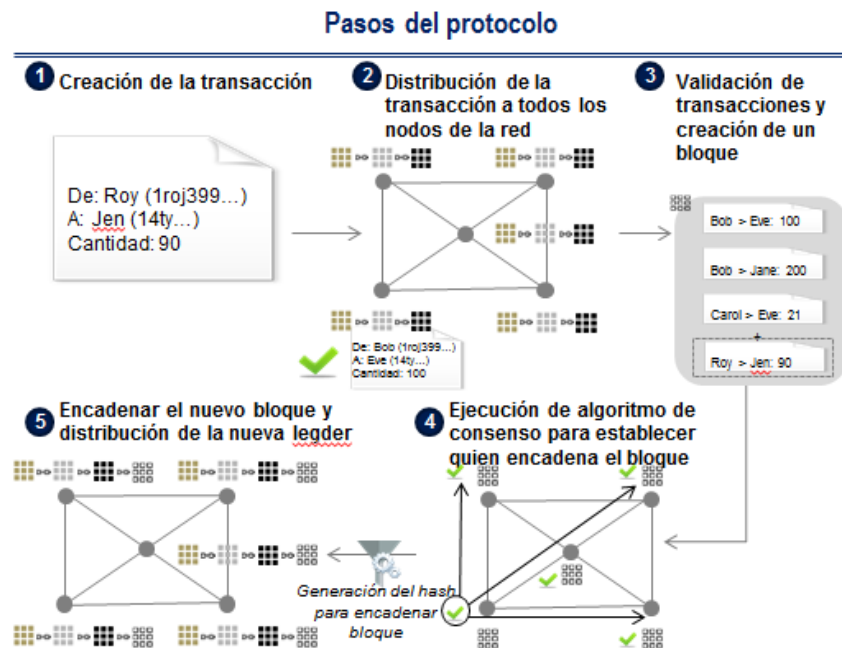 Pasos del protocolo
1 Creación de la transacción
De: Roy (1roj399...)
A: Jen (14ty...)
Cantidad: 90
2 Distribución de la
transacción a todos los
nodos de la red
De: Bob (1roj399...)
A: Eve (14ty...)
Cantidad: 100
3 Validación de
transacciones y
creación de un
bloque
Bob > Eve: 100
Bob > Jane: 200
Carol > Eve: 21
+
Roy > Jen: 90
4 Ejecución de algoritmo de
consenso para establecer
quien encadena el bloque
Generación del hash
para encadenar
bloque
5 Encadenar el nuevo bloque y
distribución de la nueva legder